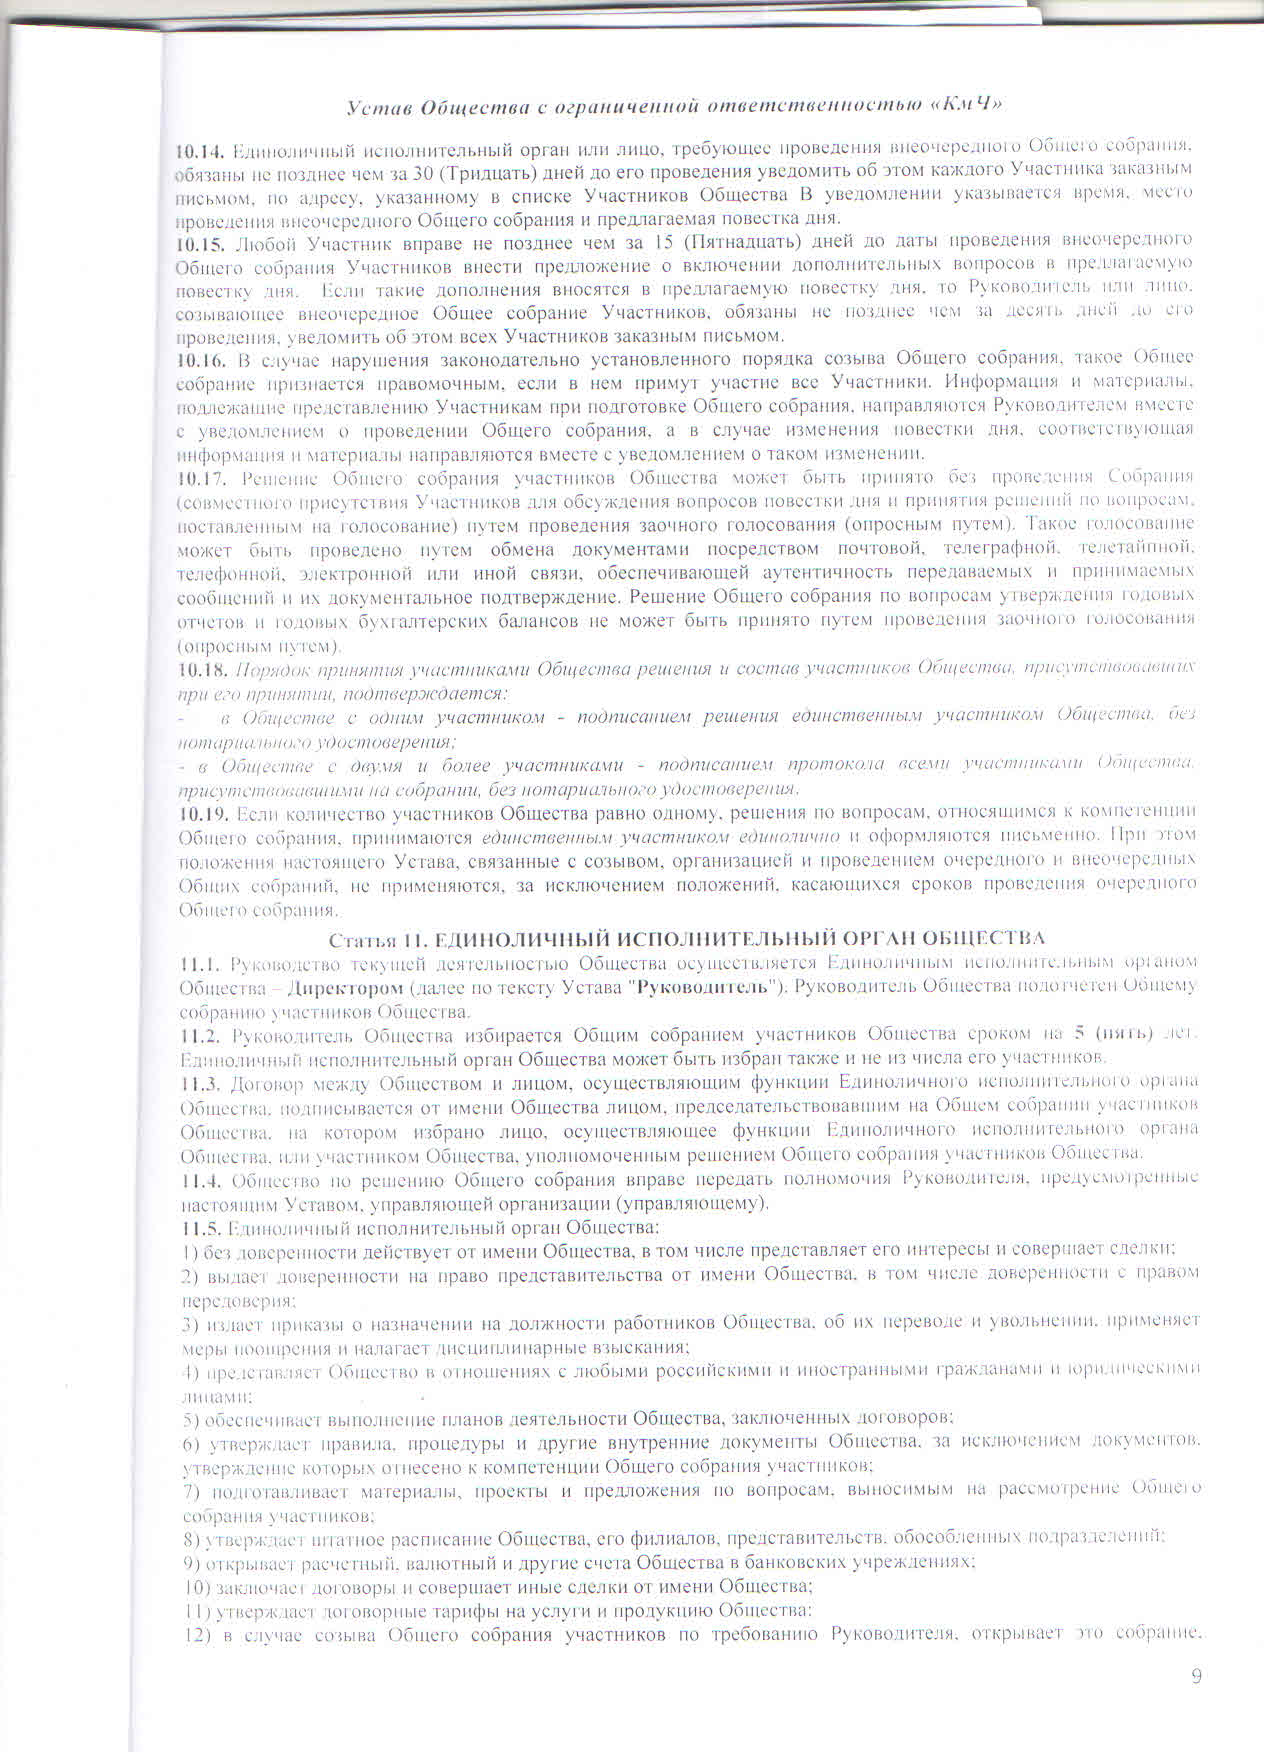 Устав Общества с ограниченной ответственностью «КмЧ»
10.14. Единоличный исполнительный орган или лицо, требующее проведения внеочередного Общего собрания,
обязаны не позднее чем за 30 (Тридцать) дней до его проведения уведомить об этом каждого Участника заказным
письмом, по адресу, указанному в списке Участников Общества В уведомлении указывается время, место
проведения внеочередного Общего собрания и предлагаемая повестка дня.
10.15. Любой Участник вправе не позднее чем за 15 (Пятнадцать) дней до даты проведения внеочередного
Общего собрания Участников внести предложение о включении дополнительных вопросов в предлагаемую
повестку дня. Если такие дополнения вносятся в предлагаемую повестку дня, то Руководитель или лицо,
созывающее внеочередное Общее собрание Участников, обязаны не позднее чем за десять дней до его
проведения, уведомить об этом всех Участников заказным письмом.
10.16. В случае нарушения законодательно установленного порядка созыва Общего собрания, такое Общее
собрание признается правомочным, если в нем примут участие все Участники. Информация и материалы,
подлежащие представлению Участникам при подготовке Общего собрания, направляются Руководителем вместе
с уведомлением о проведении Общего собрания, а в случае изменения повестки дня, соответствующая
информация и материалы направляются вместе с уведомлением о таком изменении.
10.17. Решение Общего собрания участников Общества может быть принято без проведения Собрания
(совместного присутствия Участников для обсуждения вопросов повестки дня и принятия решений по вопросам,
поставленным на голосование) путем проведения заочного голосования (опросным путем). Такое голосование
может быть проведено путем обмена документами посредством почтовой, телеграфной, телетайпной,
телефонной, электронной или иной связи, обеспечивающей аутентичность передаваемых и принимаемых
сообщений и их документальное подтверждение. Решение Общего собрания по вопросам утверждения годовых
отчетов и годовых бухгалтерских балансов не может быть принято путем проведения заочного голосования
(опросным путем).
10.18. Порядок принятия участниками Общества решения и состав участников Общества, присутствовавших
при его принятии, подтверждается:
- в Обществе с одним участником - подписанием решения единственным участником Общества, без
нотариального удостоверения;
- в Обществе с двумя и более участниками - подписанием протокола всеми участниками Общества,
присутствовавшими на собрании, без нотариального удостоверения.
10.19. Если количество участников Общества равно одному, решения по вопросам, относящимся к компетенции
Общего собрания, принимаются единственным участником единолично и оформляются письменно. При этом
положения настоящего Устава, связанные с созывом, организацией и проведением очередного и внеочередных
Общих собраний, не применяются, за исключением положений, касающихся сроков проведения очередного
Общего собрания.
Статья 11. ЕДИНОЛИЧНЫЙ ИСПОЛНИТЕЛЬНЫЙ ОРГАН ОБЩЕСТВА
11.1. Руководство текущей деятельностью Общества осуществляется Единоличным исполнительным органом
Общества – Директором (далее по тексту Устава "Руководитель"). Руководитель Общества подотчетен Общему
собранию участников Общества.
11.2. Руководитель Общества избирается Общим собранием участников Общества сроком на 5 (пять) лет.
Единоличный исполнительный орган Общества может быть избран также и не из числа его участников.
11.3. Договор между Обществом и лицом, осуществляющим функции Единоличного исполнительного органа
Общества, подписывается от имени Общества лицом, председательствовавшим на Общем собрании участников
Общества, на котором избрано лицо, осуществляющее функции Единоличного исполнительного органа
Общества, или участником Общества, уполномоченным решением Общего собрания участников Общества.
11.4. Общество по решению Общего собрания вправе передать полномочия Руководителя, предусмотренные
настоящим Уставом, управляющей организации (управляющему).
11.5. Единоличный исполнительный орган Общества:
1) без доверенности действует от имени Общества, в том числе представляет его интересы и совершает сделки;
2) выдает доверенности на право представительства от имени Общества, в том числе доверенности с правом
передоверия;
3) издает приказы о назначении на должности работников Общества, об их переводе и увольнении, применяет
меры поощрения и налагает дисциплинарные взыскания;
4) представляет Общество в отношениях с любыми российскими и иностранными гражданами и юридическими
лицами;
5) обеспечивает выполнение планов деятельности Общества, заключенных договоров;
6) утверждает правила, процедуры и другие внутренние документы Общества, за исключением документов,
утверждение которых отнесено к компетенции Общего собрания участников;
7) подготавливает материалы, проекты и предложения по вопросам, выносимым на рассмотрение Общего
собрания участников;
8) утверждает штатное расписание Общества, его филиалов, представительств, обособленных подразделений;
9) открывает расчетный, валютный и другие счета Общества в банковских учреждениях;
10) заключает договоры и совершает иные сделки от имени Общества;
11) утверждает договорные тарифы на услуги и продукцию Общества;
12) в случае созыва Общего собрания участников по требованию Руководителя, открывает это собрание,
9